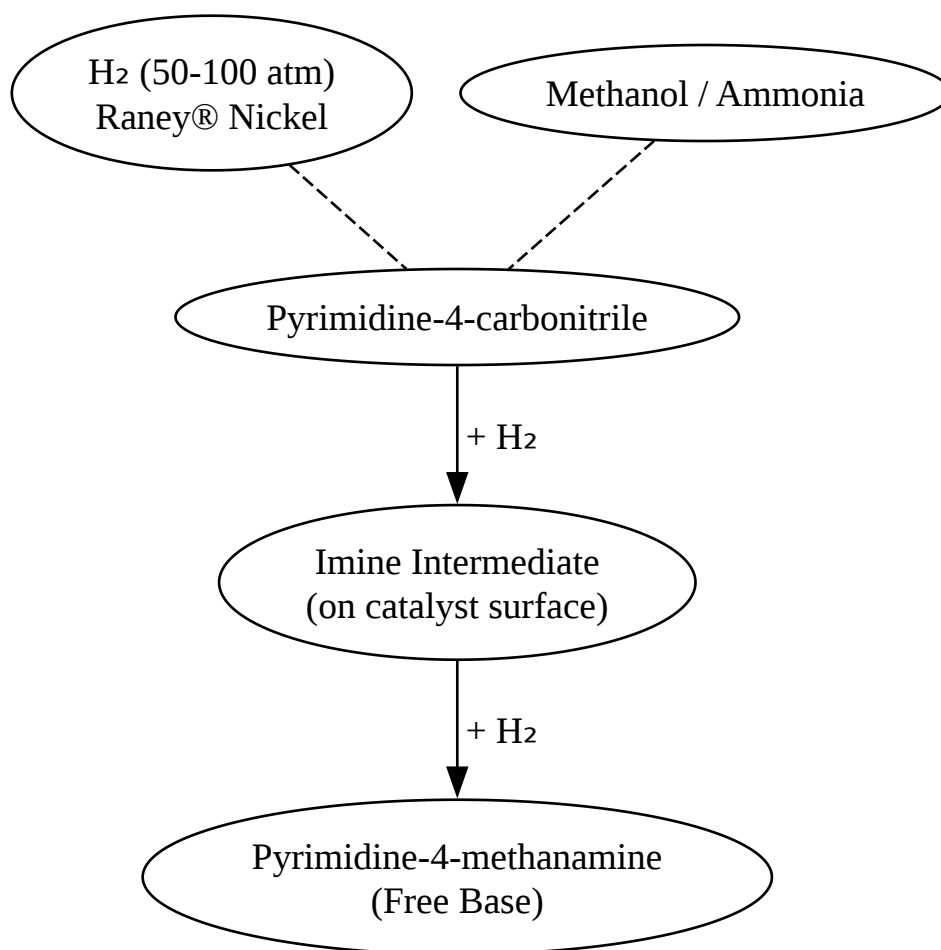 H₂ (50-100 atm)
Raney® Nickel
Methanol / Ammonia
Pyrimidine-4-carbonitrile
+ H₂
Imine Intermediate
(on catalyst surface)
+ H₂
Pyrimidine-4-methanamine
(Free Base)